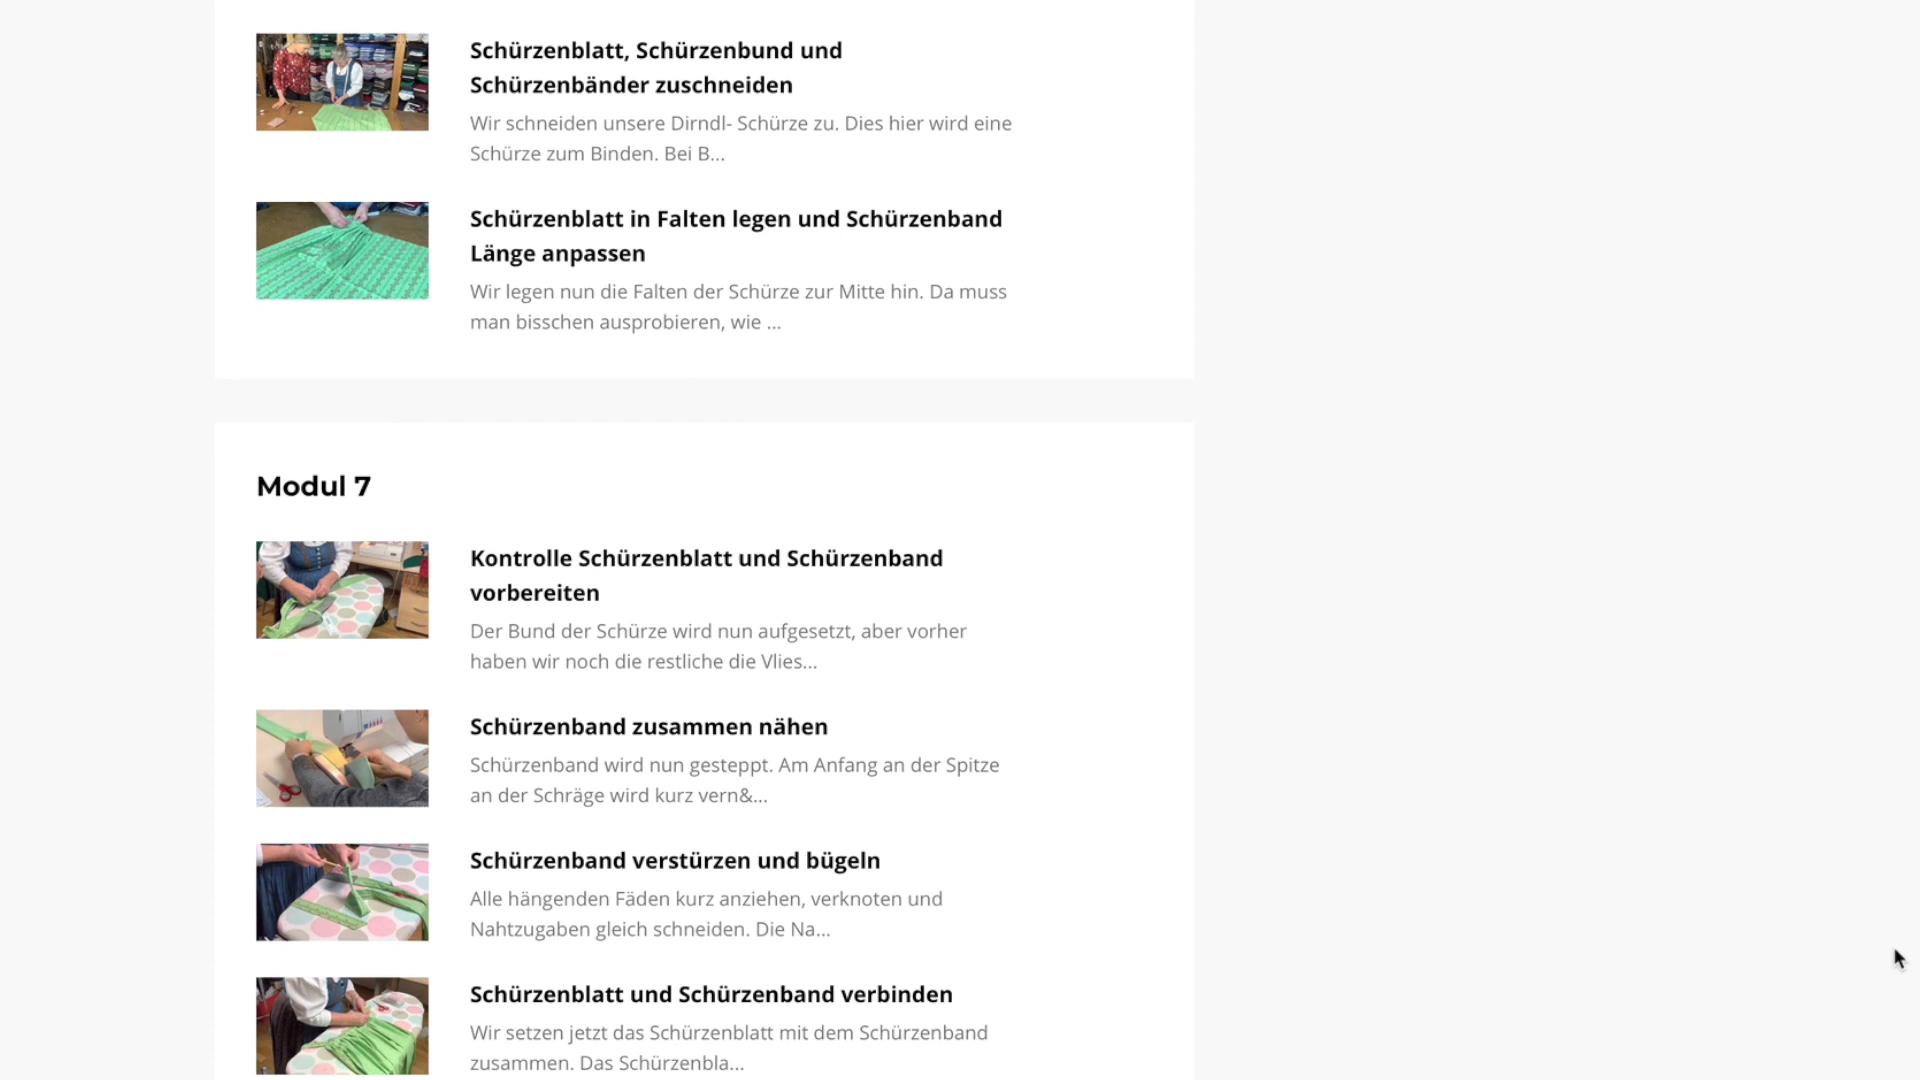 Schürzenblatt, Schürzenbund und
Schürzenbänder zuschneiden
Wir schneiden unsere Dirndl- Schürze zu. Dies hier wird eine
Schürze zum Binden. Bei B...
Schürzenblatt in Falten legen und Schürzenband
Länge anpassen
Wir legen nun die Falten der Schürze zur Mitte hin. Da muss
man bisschen ausprobieren, wie ...
Modul 7
Kontrolle Schürzenblatt und Schürzenband
vorbereiten
Der Bund der Schürze wird nun aufgesetzt, aber vorher
haben wir noch die restliche die Vlies...
Schürzenband zusammen nähen
Schürzenband wird nun gesteppt. Am Anfang an der Spitze
an der Schräge wird kurz vern&...
Schürzenband verstürzen und bügeln
Alle hängenden Fäden kurz anziehen, verknoten und
Nahtzugaben gleich schneiden. Die Na...
Schürzenblatt und Schürzenband verbinden
Wir setzen jetzt das Schürzenblatt mit dem Schürzenband
zusammen. Das Schürzenbla...